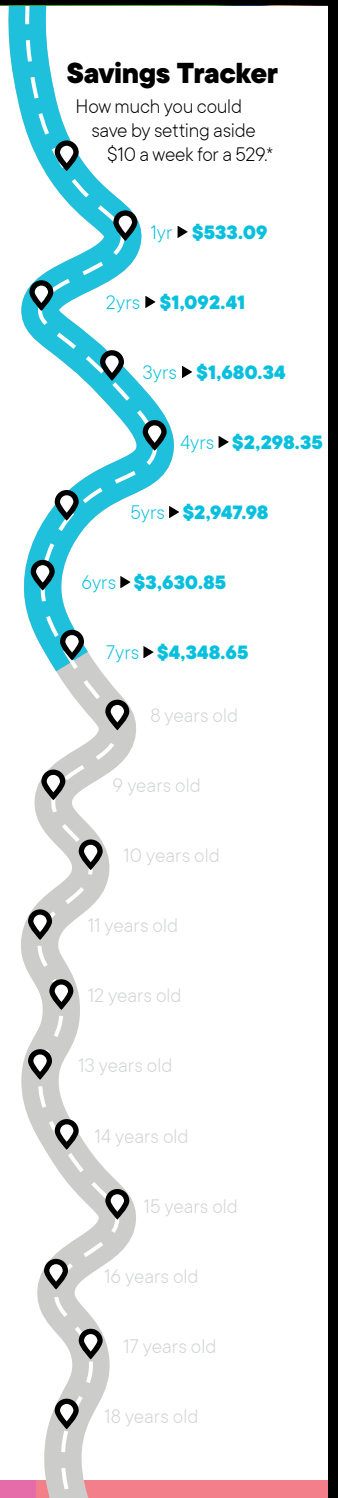 Savings Tracker
How much you could
save by setting aside
$10 a week for a 529.*
1yr ▶ $533.09
2yrs ▶ $1,092.41
3yrs ▶ $1,680.34
4yrs ▶ $2,298.35
5yrs ▶ $2,947.98
6yrs ▶ $3,630.85
7yrs ▶ $4,348.65
8 years old
9 years old
10 years old
11 years old
12 years old
13 years old
14 years old
15 years old
16 years old
17 years old
18 years old